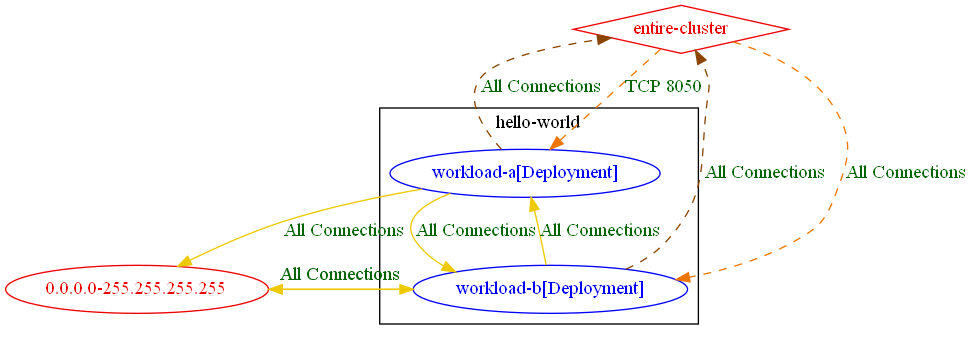 entire-cluster
All Connections
TCP 8050
hello-world
workload-a[Deployment]
All Connections
All Connections
All Connections
All Connections
All Connections
All Connections
0.0.0.0-255.255.255.255
workload-b[Deployment]